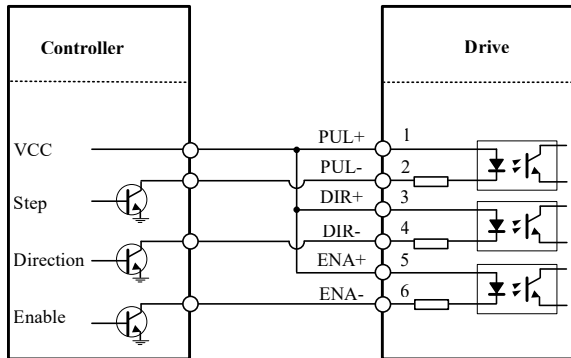 Controller
Drive
VCC
PUL+ 1
PUL- 2
Step
DIR+ 3
DIR- 4
Direction
ENA+ 5
ENA- 6
Enable